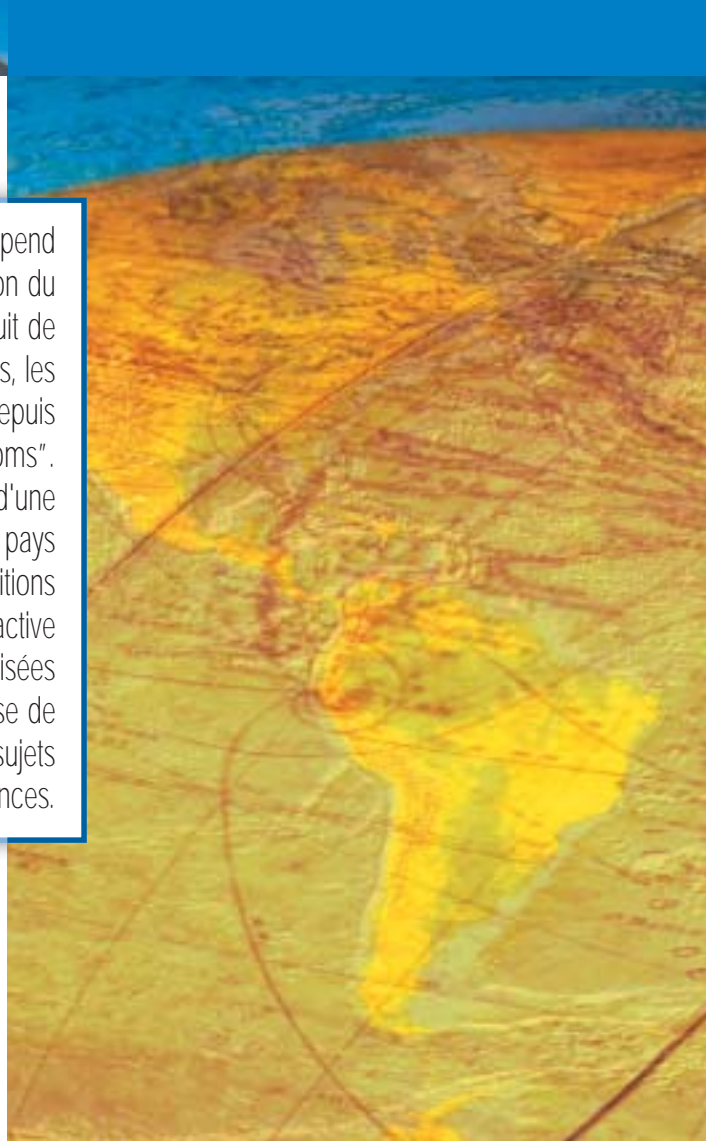 pend
on du
uit de
s, les
epuis
oms".
d'une
pays
itions
active
isées
se de
sujets
nces.